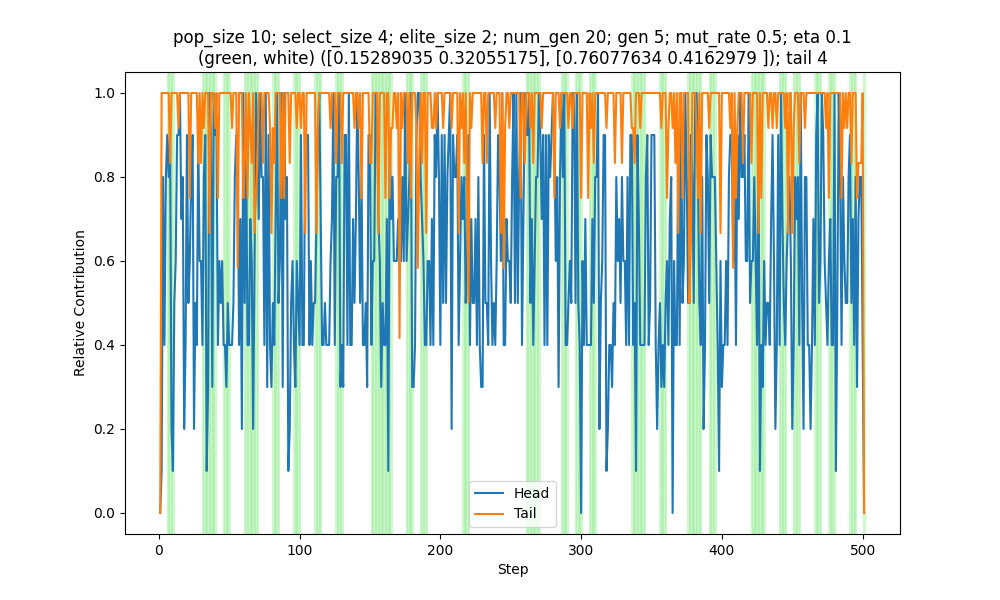 pop_size 10; select_size 4; elite_size 2; num_gen 20; gen 5; mut_rate 0.5; eta 0.1
(green, white) ([0.15289035 0.32055175], [0.76077634 0.4162979 ]); tail 4
1.0
0.8
0.6
0.4
0.2
0.0
Relative Contribution
Head
Tail
0
100
200
300
400
500
Step